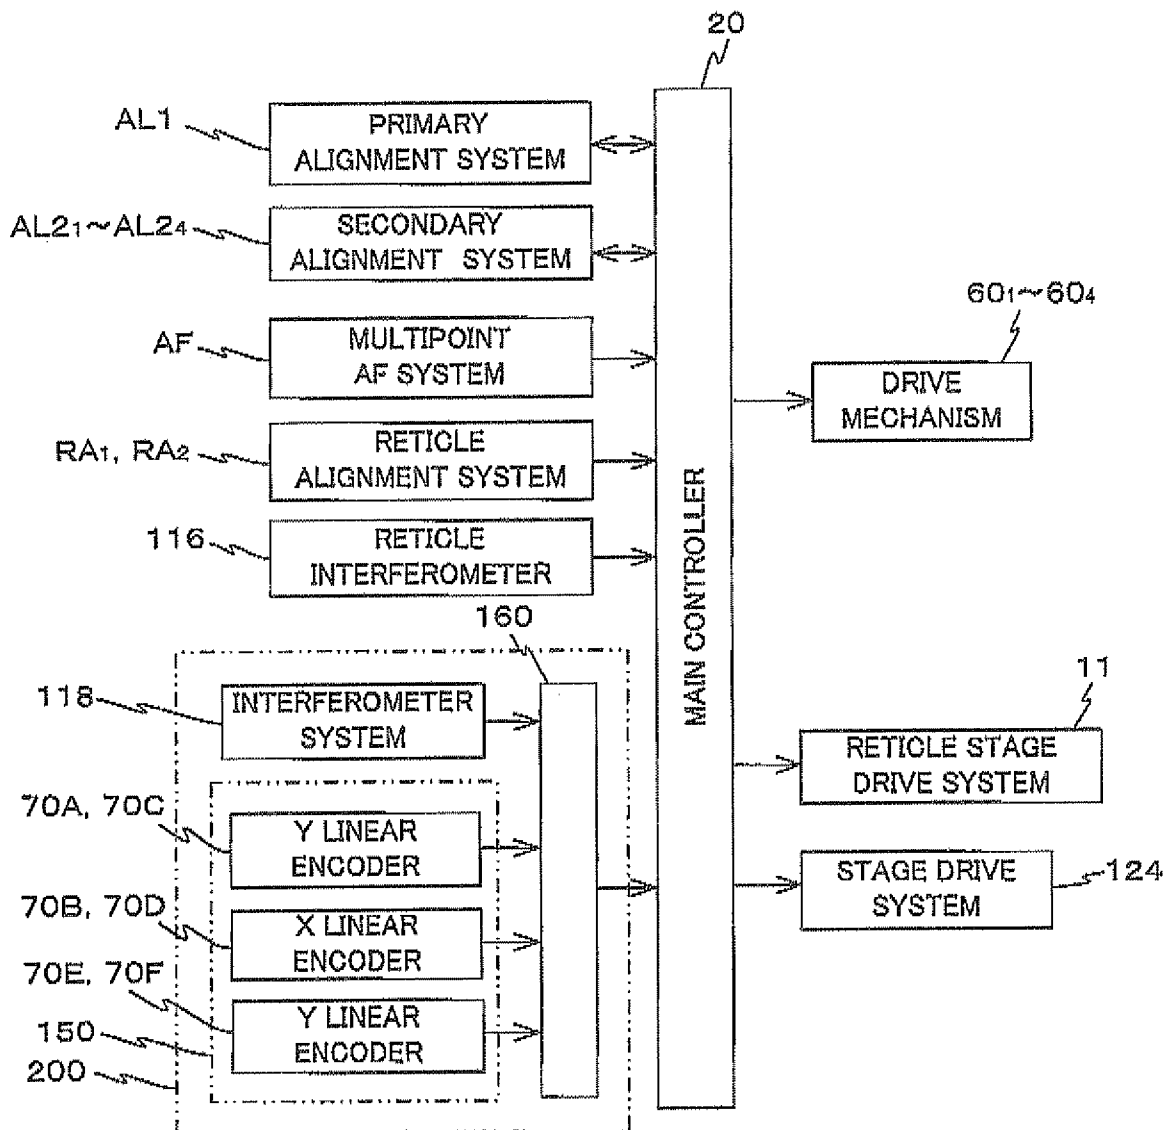 20
AL1
PRIMARY
ALIGNMENT SYSTEM
AL2₁~AL2₄
SECONDARY
ALIGNMENT SYSTEM
60₁~60₄
AF
MULTIPOINT
AF SYSTEM
DRIVE
MECHANISM
RA₁, RA₂
RETICLE
ALIGNMENT SYSTEM
116
RETICLE
INTERFEROMETER
MAIN CONTROLLER
160
11
118
INTERFEROMETER
SYSTEM
RETICLE STAGE
DRIVE SYSTEM
70A, 70C
Y LINEAR
ENCODER
STAGE DRIVE
SYSTEM
124
70B, 70D
X LINEAR
ENCODER
70E, 70F
Y LINEAR
ENCODER
150
200